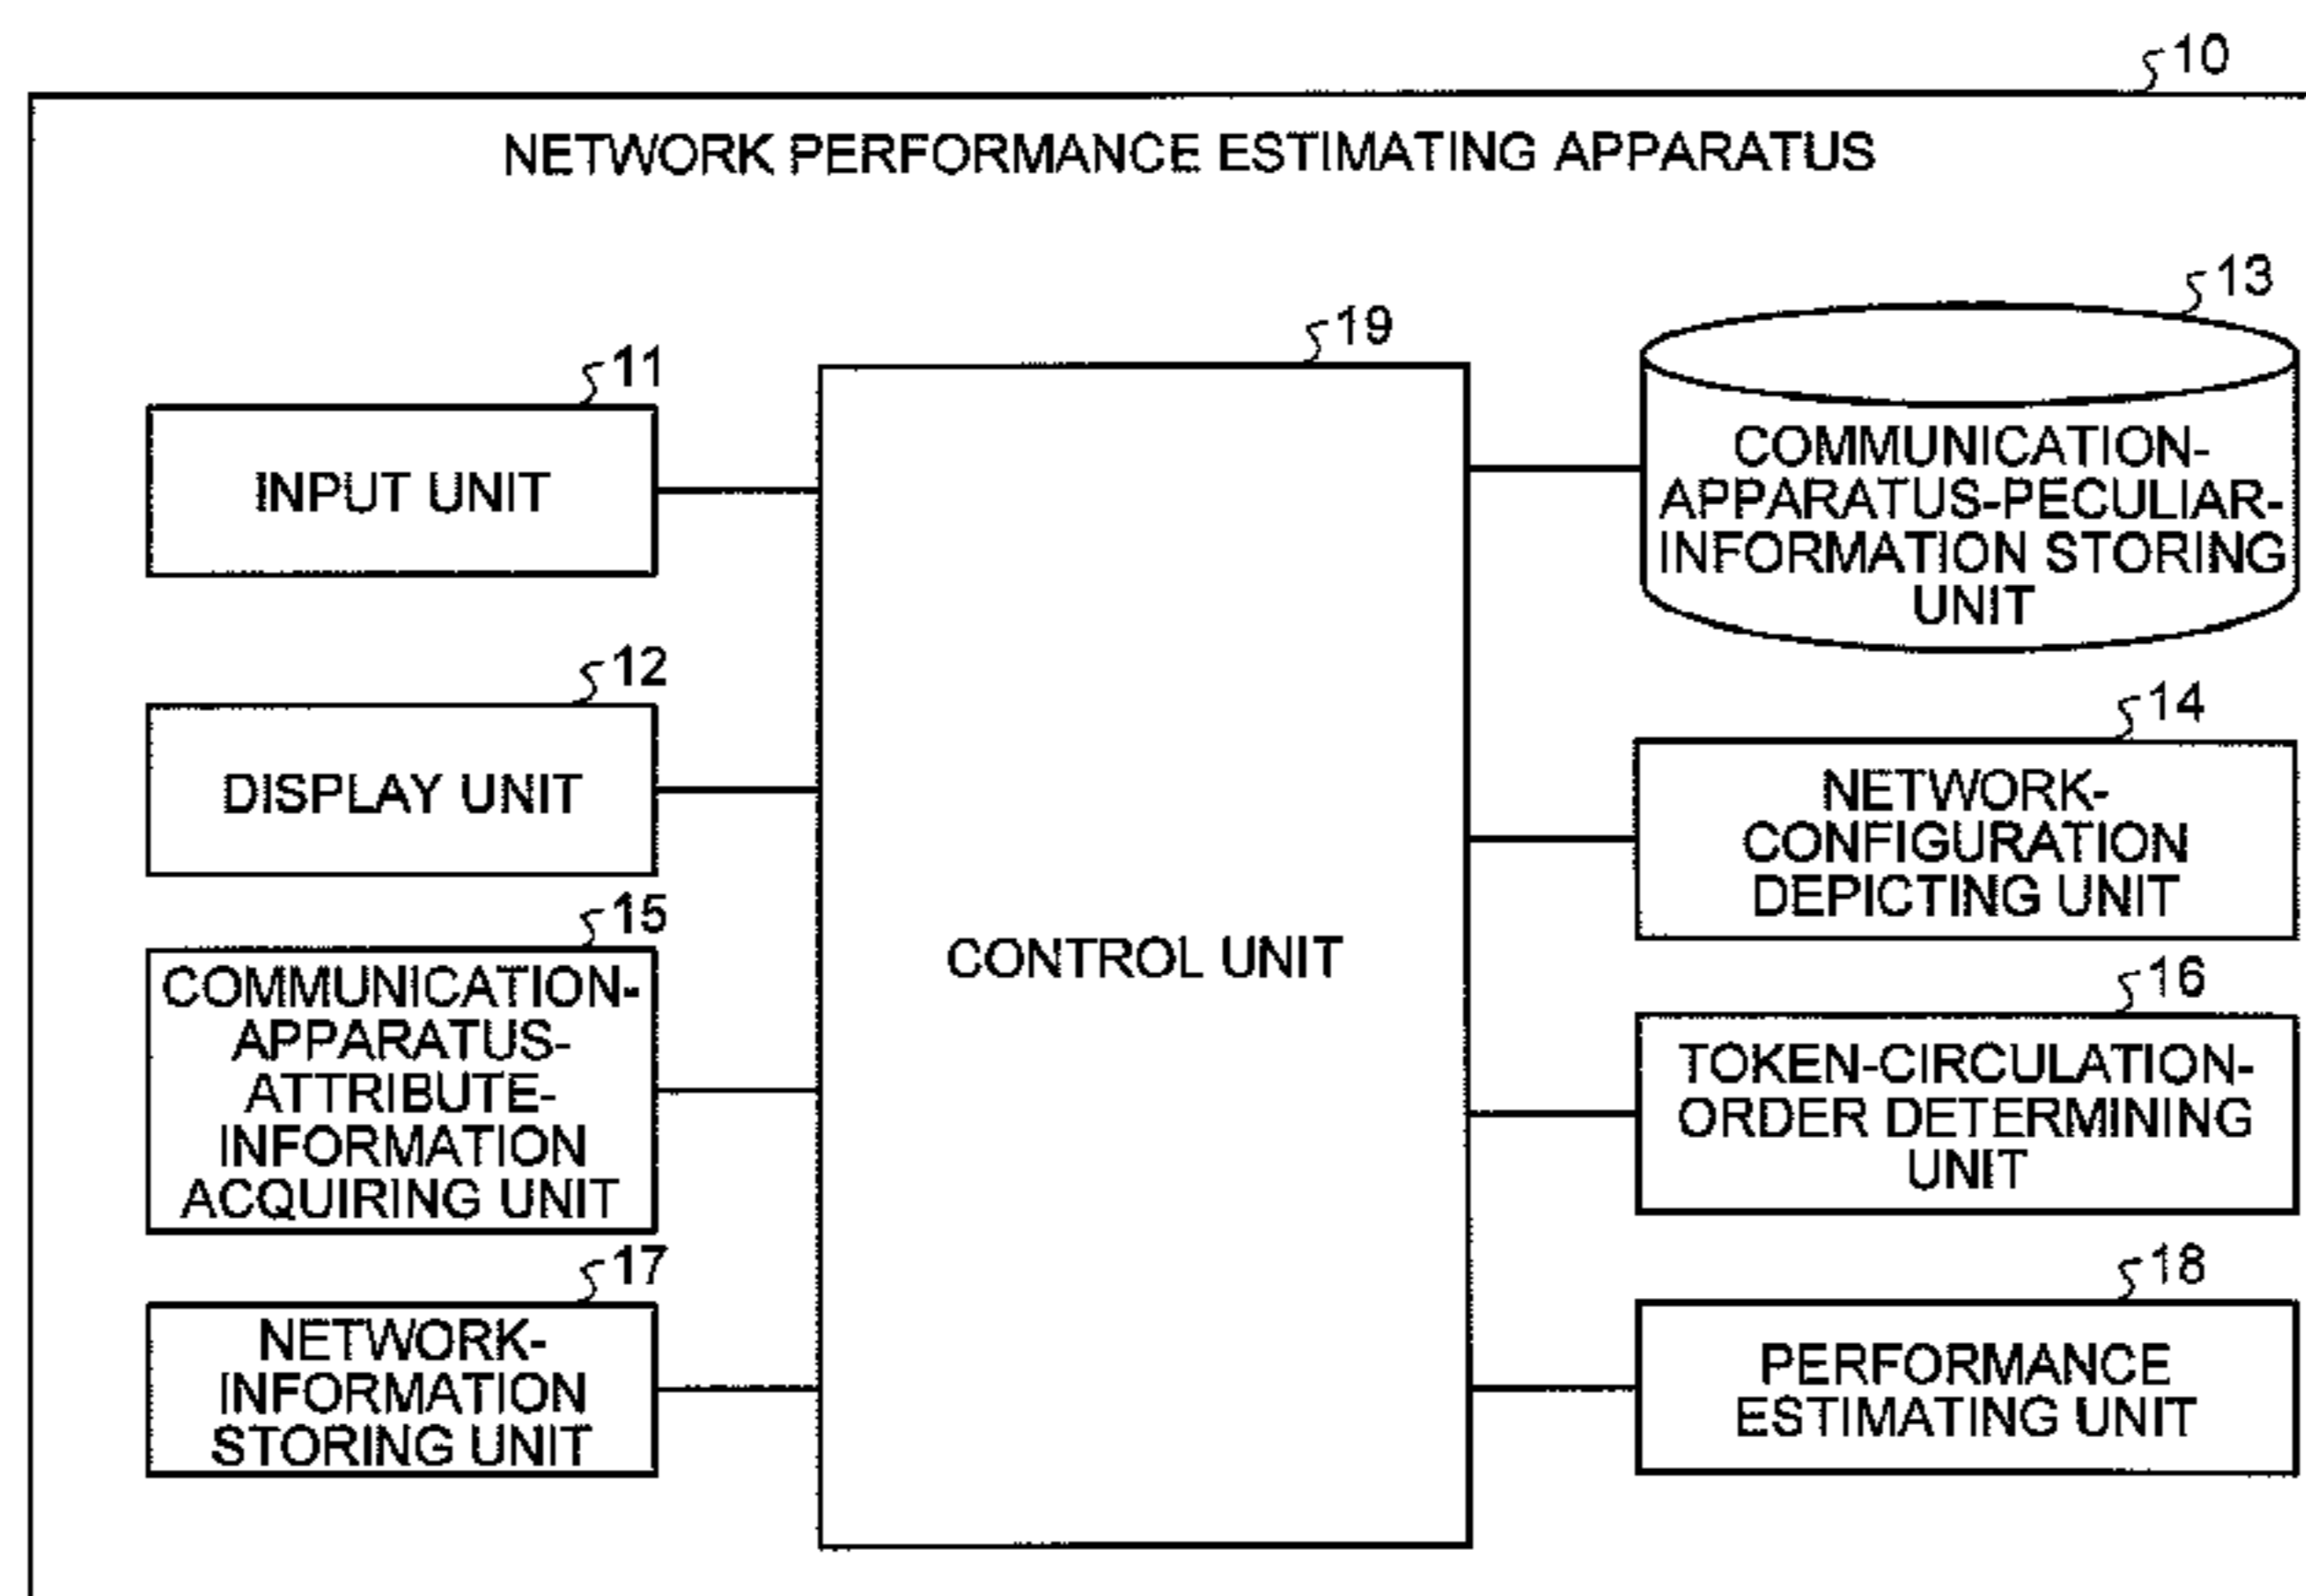 10
NETWORK PERFORMANCE ESTIMATING APPARATUS
11
INPUT UNIT
12
DISPLAY UNIT
15
COMMUNICATION-
APPARATUS-
ATTRIBUTE-
INFORMATION
ACQUIRING UNIT
17
NETWORK-
INFORMATION
STORING UNIT
19
CONTROL UNIT
13
COMMUNICATION-
APPARATUS-PECULIAR-
INFORMATION STORING
UNIT
14
NETWORK-
CONFIGURATION
DEPICTING UNIT
16
TOKEN-CIRCULATION-
ORDER DETERMINING
UNIT
18
PERFORMANCE
ESTIMATING UNIT